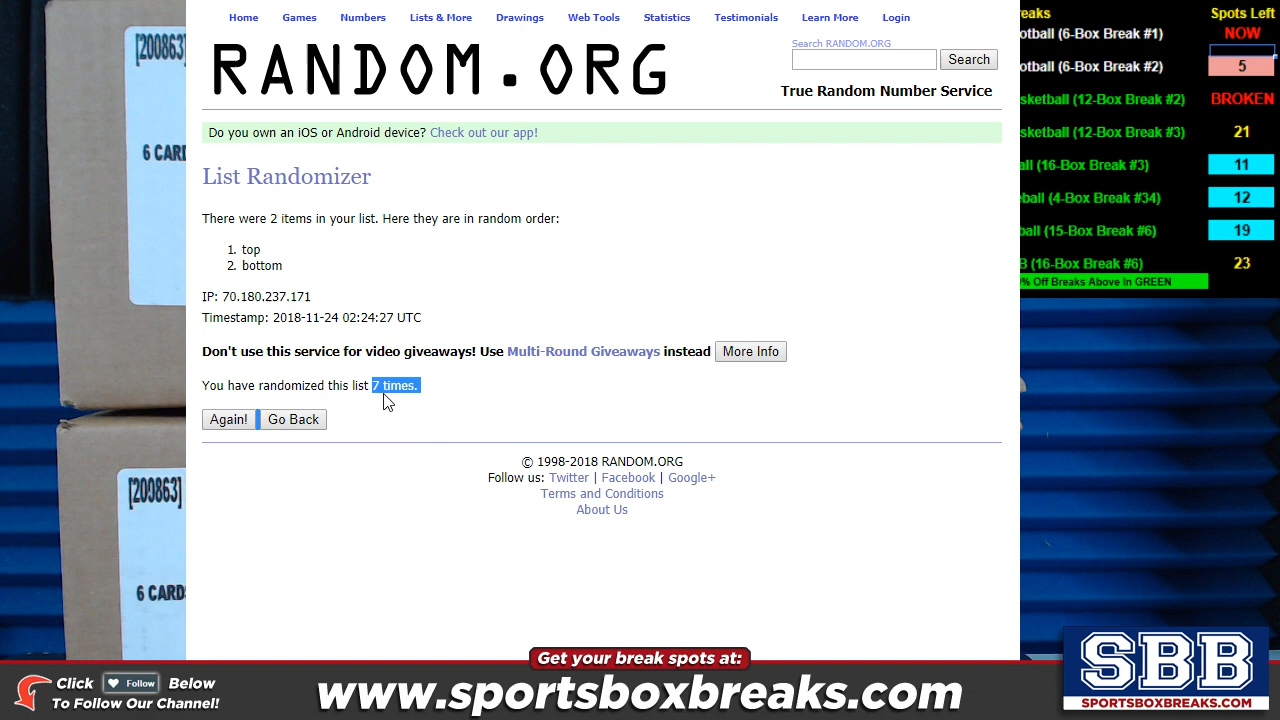 [200863]
6 CARD
[200863]
6 CARDS
Home Games Numbers Lists & More Drawings Web Tools Statistics Testimonials Learn More Login
RANDOM.ORG
Search RANDOM.ORG
Search
True Random Number Service
Do you own an iOS or Android device? Check out our app!
List Randomizer
There were 2 items in your list. Here they are in random order:
1. top
2. bottom
IP: 70.180.237.171
Timestamp: 2018-11-24 02:24:27 UTC
Don't use this service for video giveaways! Use Multi-Round Giveaways instead More Info
You have randomized this list 7 times.
Again! Go Back
© 1998-2018 RANDOM.ORG
Follow us: Twitter | Facebook | Google+
Terms and Conditions
About Us
reaks Spots Left
otball (6-Box Break #1) NOW
otball (6-Box Break #2) 5
sketball (12-Box Break #2) BROKEN
sketball (12-Box Break #3) 21
all (16-Box Break #3) 11
ball (4-Box Break #34) 12
ball (15-Box Break #6) 19
B (16-Box Break #6) 23
% Off Breaks Above In GREEN
Get your break spots at:
Click Follow Below
To Follow Our Channel!
www.sportsboxbreaks.com
SBB
SPORTSBOXBREAKS.COM